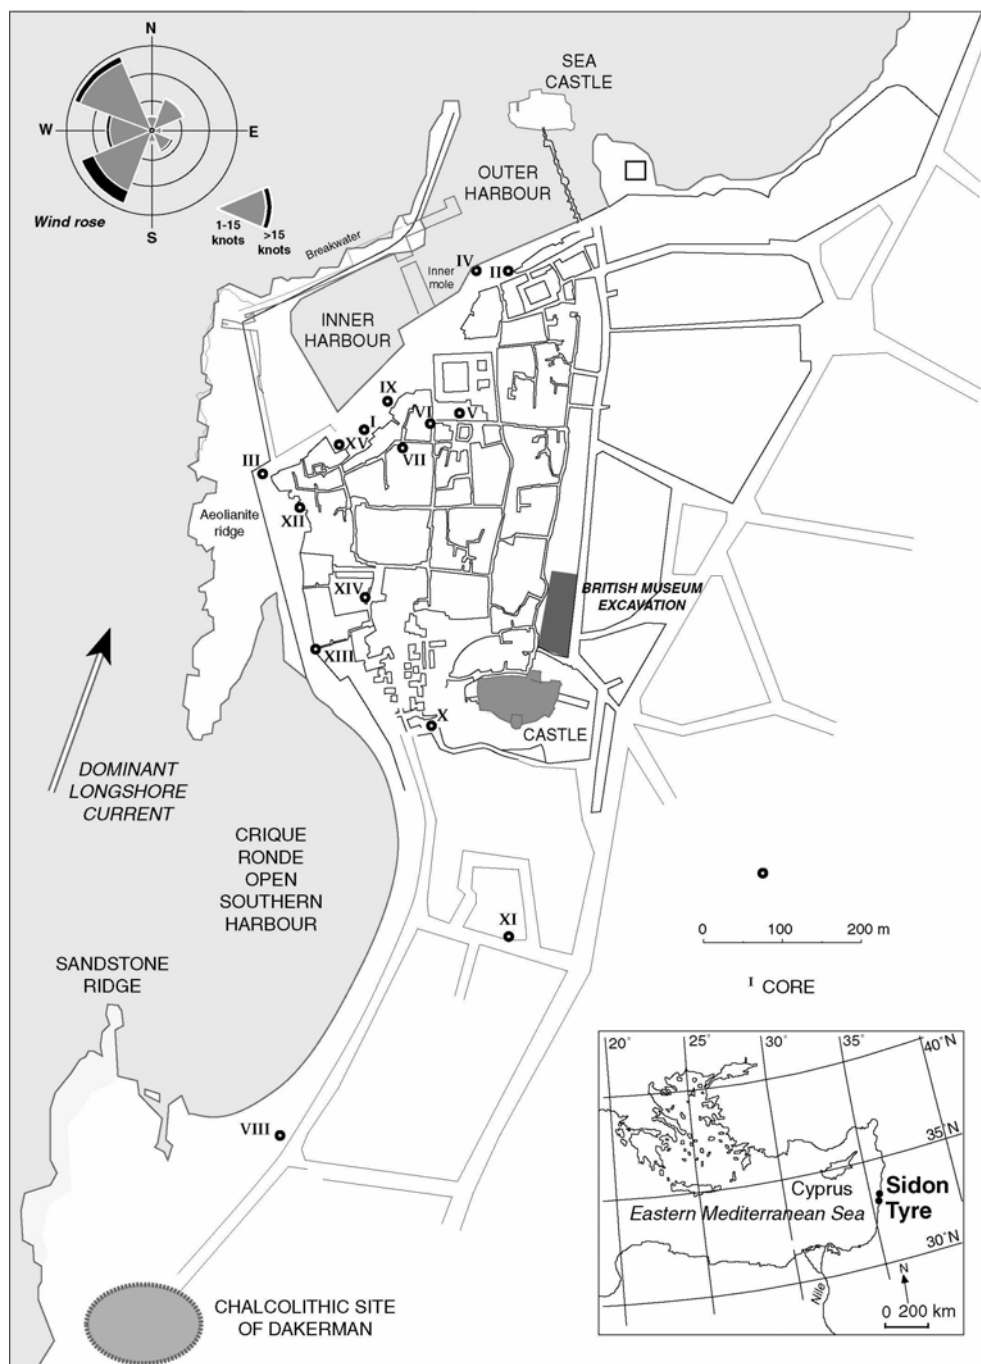 N
W
E
S
Wind rose
1-15
knots
>15
knots
SEA
CASTLE
OUTER
HARBOUR
Breakwater
IV
II
Inner
mole
INNER
HARBOUR
IX
I
VI
V
XV
VII
III
XII
Aeolianite
ridge
XIV
BRITISH MUSEUM
EXCAVATION
XIII
X
CASTLE
DOMINANT
LONGSHORE
CURRENT
CRIQUE
RONDE
OPEN
SOUTHERN
HARBOUR
XI
0 100 200 m
I CORE
SANDSTONE
RIDGE
VIII
CHALCOLITHIC SITE
OF DAKERMAN
20°
25°
30°
35°
40°N
35°N
Cyprus
Sidon
Eastern Mediterranean Sea
Tyre
30°N
Nile
N
0 200 km